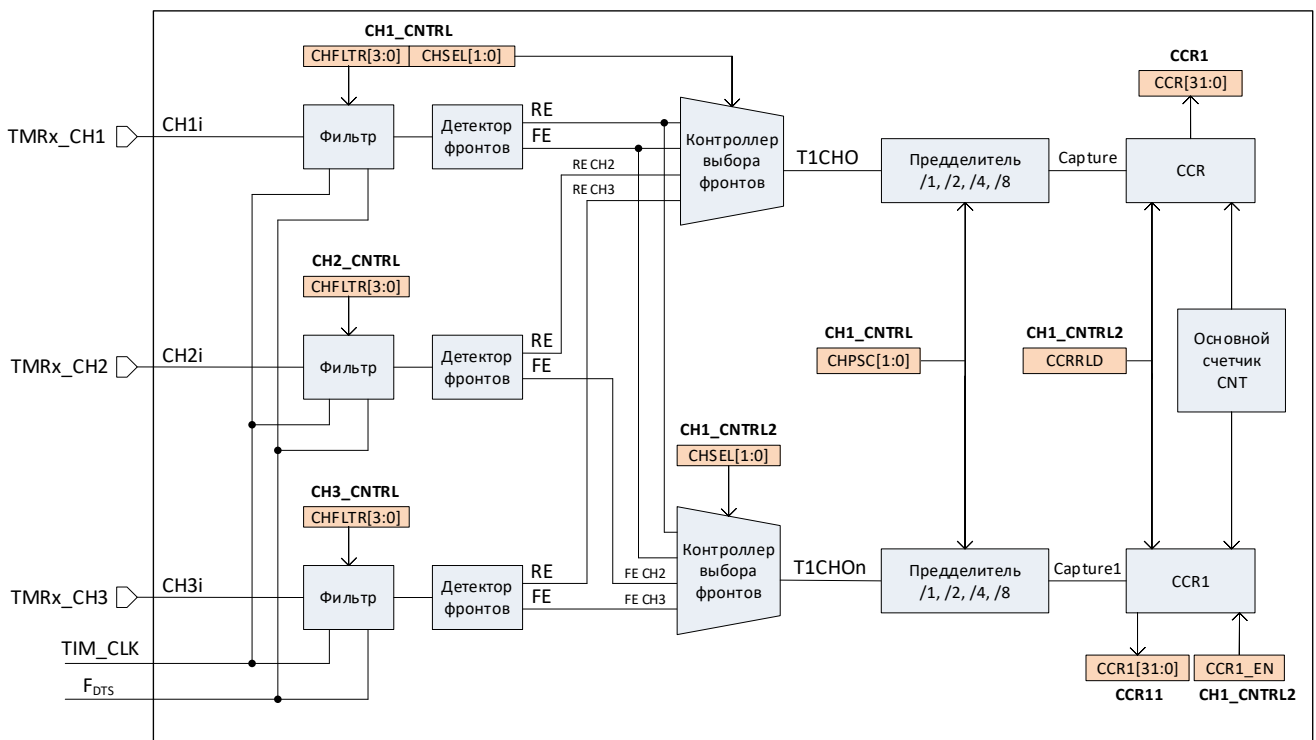 CH1_CNTRL
CHFLTR[3:0] CHSEL[1:0]
CCR1
CCR[31:0]
TMRx_CH1
CH1i
Фильтр
Детектор
фронтов
RE
FE
RE CH2
RE CH3
Контроллер
выбора
фронтов
T1CHO
Предделитель
/1, /2, /4, /8
Capture
CCR
CH2_CNTRL
CHFLTR[3:0]
TMRx_CH2
CH2i
Фильтр
Детектор
фронтов
RE
FE
CH1_CNTRL
CHPSC[1:0]
CH1_CNTRL2
CCRRLD
Основной
счетчик
CNT
CH1_CNTRL2
CHSEL[1:0]
CH3_CNTRL
CHFLTR[3:0]
TMRx_CH3
CH3i
Фильтр
Детектор
фронтов
RE
FE
FE CH2
FE CH3
Контроллер
выбора
фронтов
T1CHOn
Предделитель
/1, /2, /4, /8
Capture1
CCR1
TIM_CLK
FDTS
CCR1[31:0]
CCR11
CCR1_EN
CH1_CNTRL2